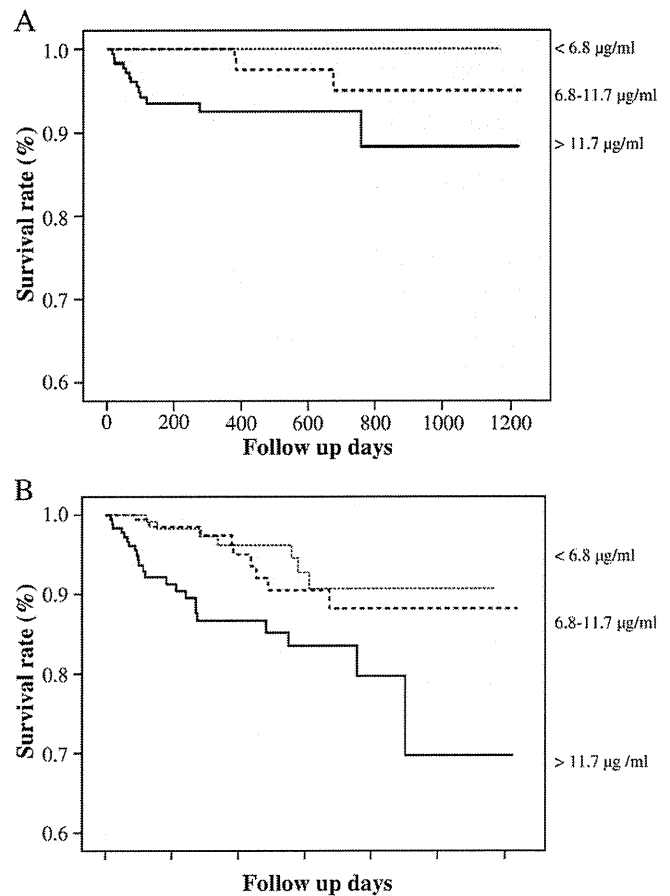 A
Survival rate (%)
1.0
0.9
0.8
0.7
0.6
0
200
400
600
800
1000
1200
Follow up days
< 6.8 µg/ml
6.8-11.7 µg/ml
> 11.7 µg/ml
B
Survival rate (%)
1.0
0.9
0.8
0.7
0.6
Follow up days
< 6.8 µg/ml
6.8-11.7 µg/ml
> 11.7 µg /ml